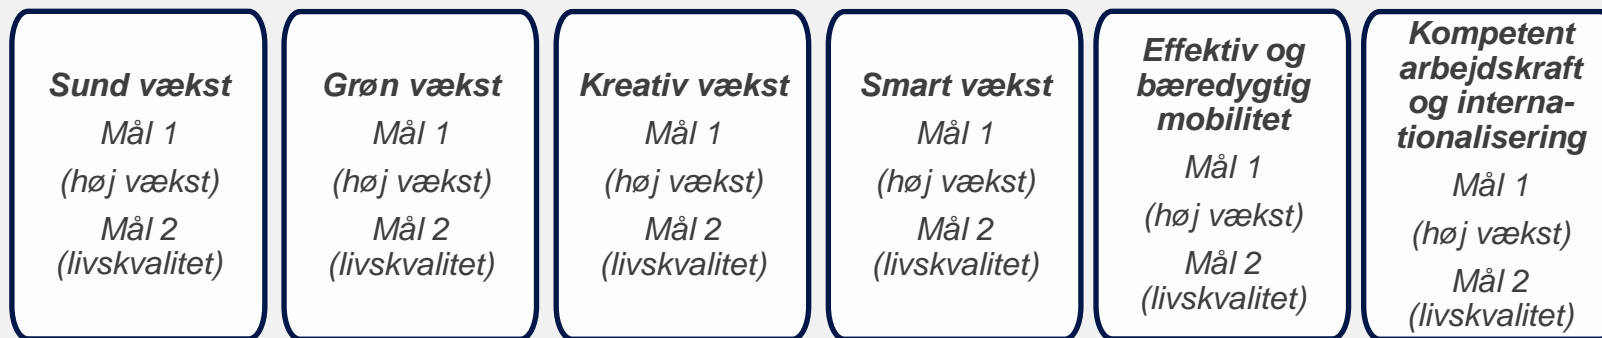 Sund vækst
Mål 1
(høj vækst)
Mål 2
(livskvalitet)
Grøn vækst
Mål 1
(høj vækst)
Mål 2
(livskvalitet)
Kreativ vækst
Mål 1
(høj vækst)
Mål 2
(livskvalitet)
Smart vækst
Mål 1
(høj vækst)
Mål 2
(livskvalitet)
Effektiv og
bæredygtig
mobilitet
Mål 1
(høj vækst)
Mål 2
(livskvalitet)
Kompetent
arbejdskraft
og interna-
tionalisering
Mål 1
(høj vækst)
Mål 2
(livskvalitet)